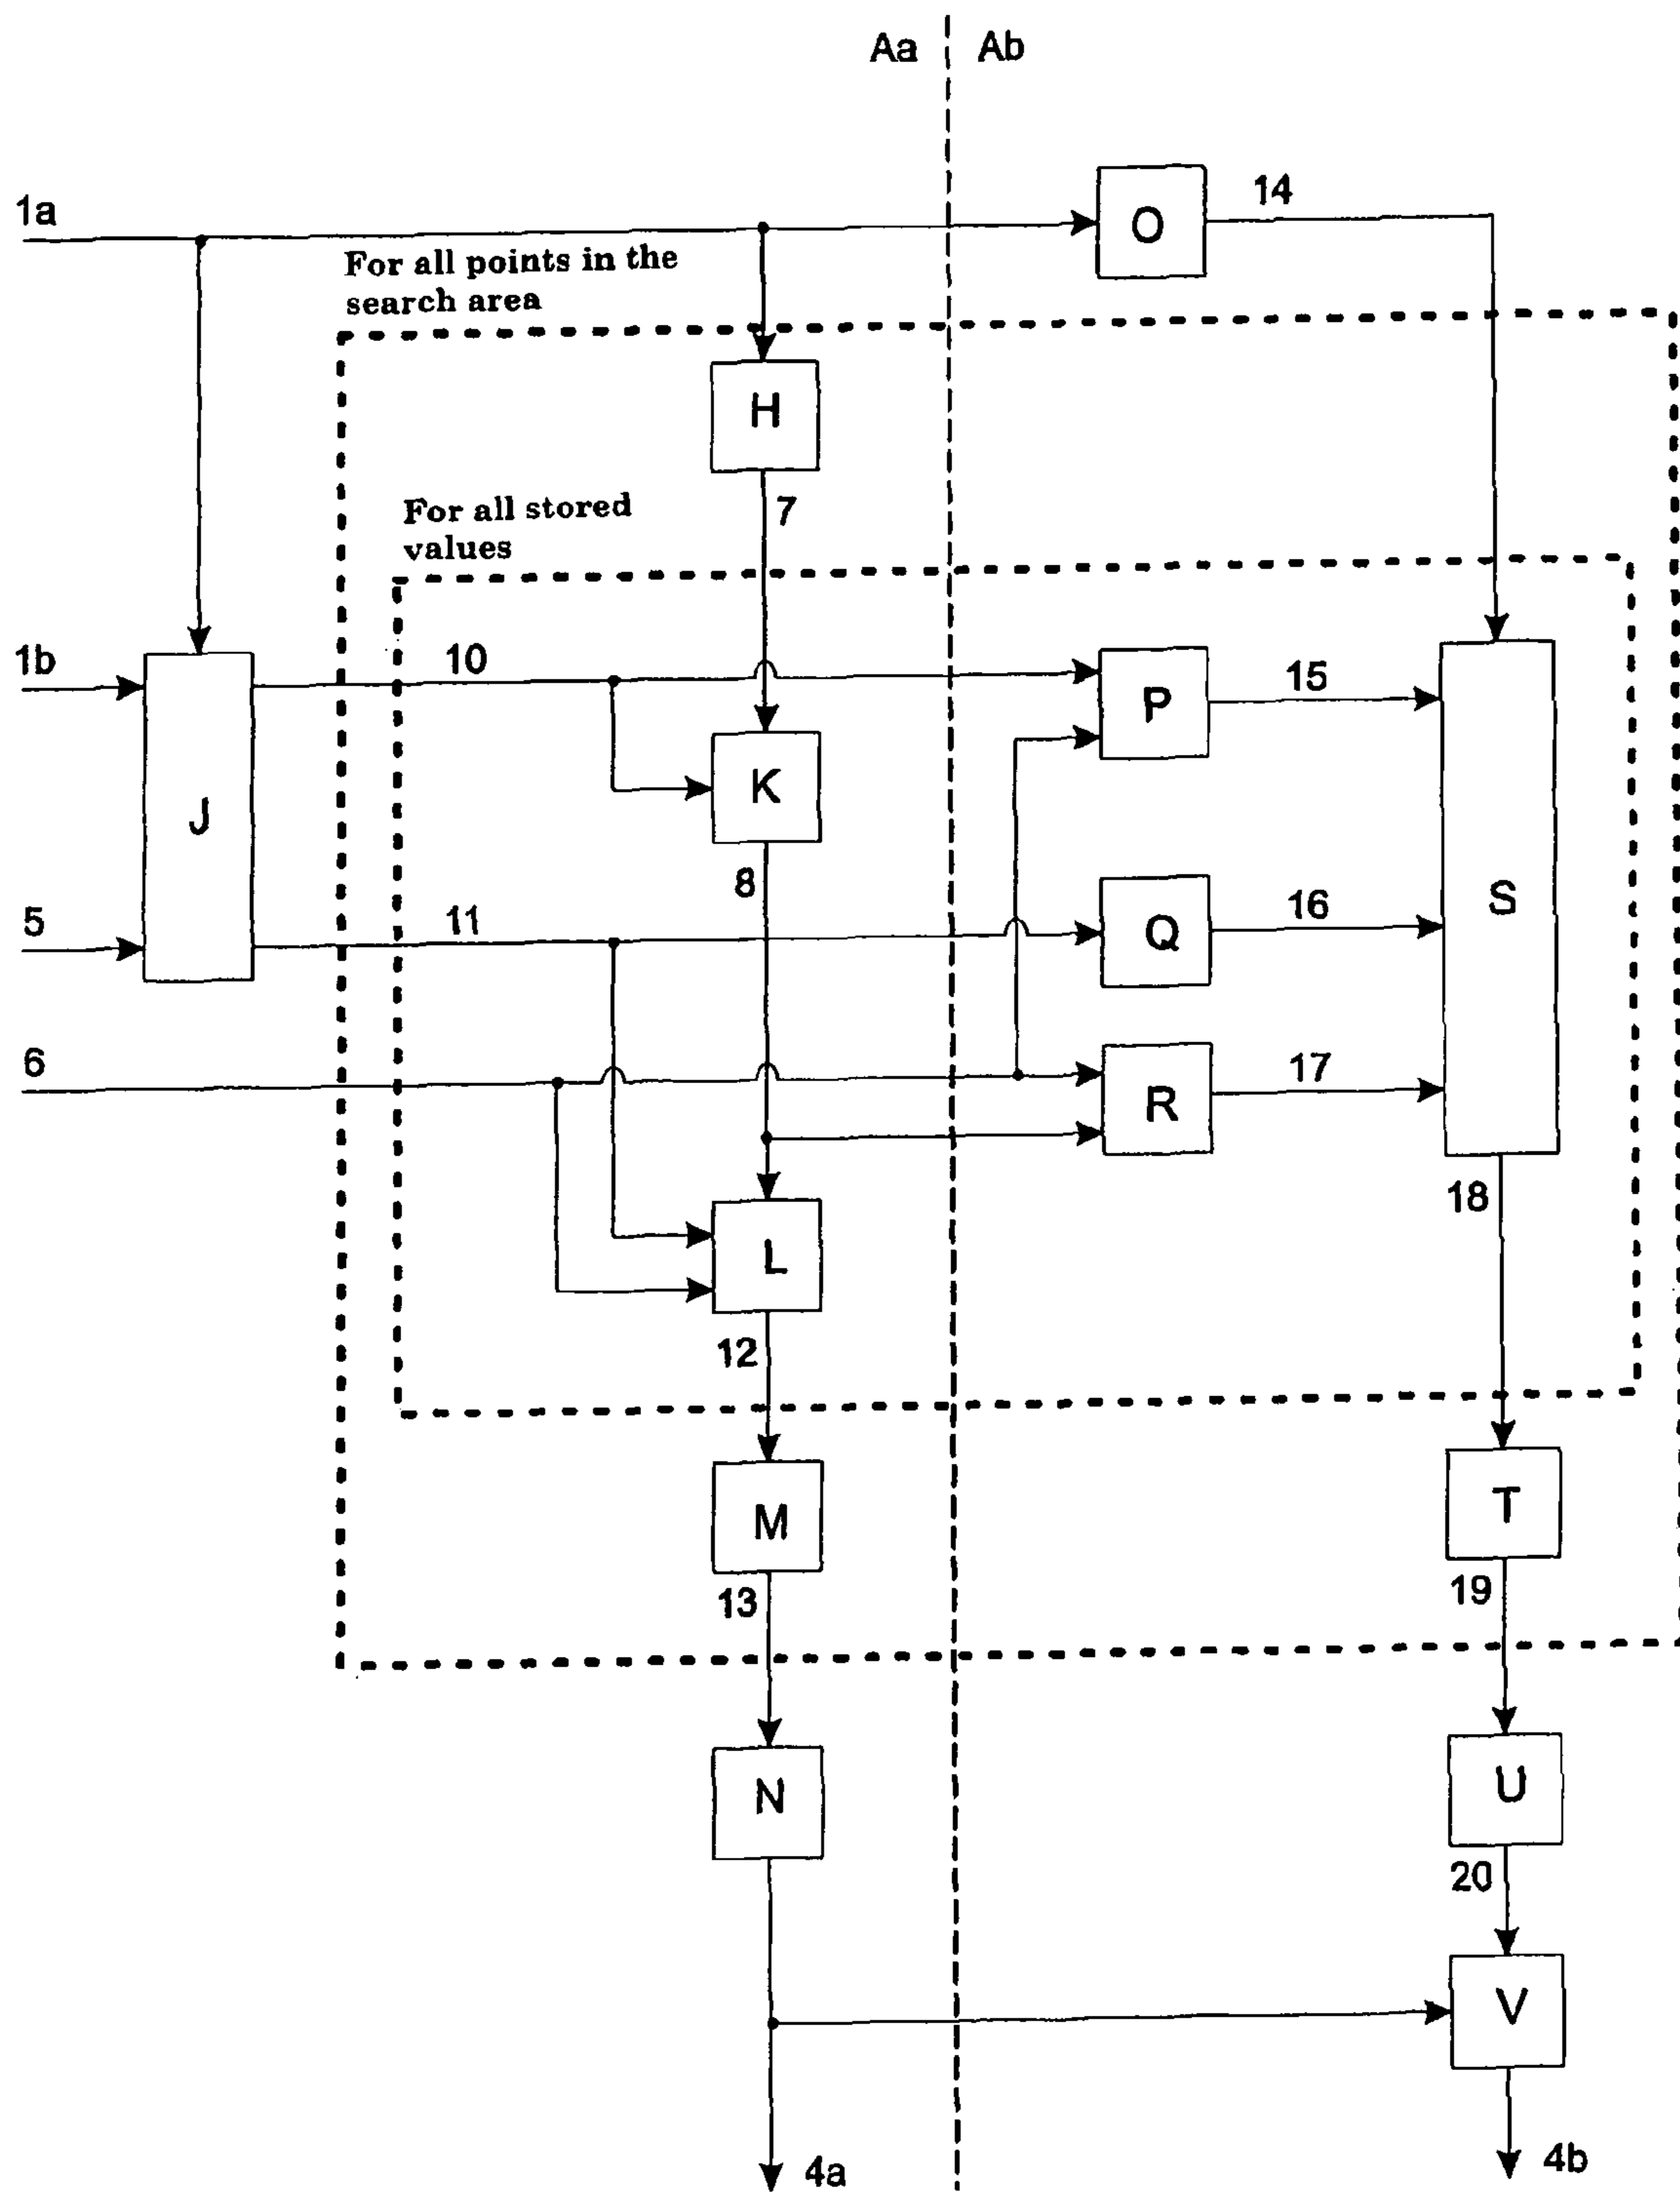 Aa
Ab
1a
O
14
For all points in the
search area
H
7
For all stored
values
1b
10
P
15
K
J
8
S
5
11
Q
16
6
R
17
18
L
12
M
T
13
19
N
U
20
V
4a
4b